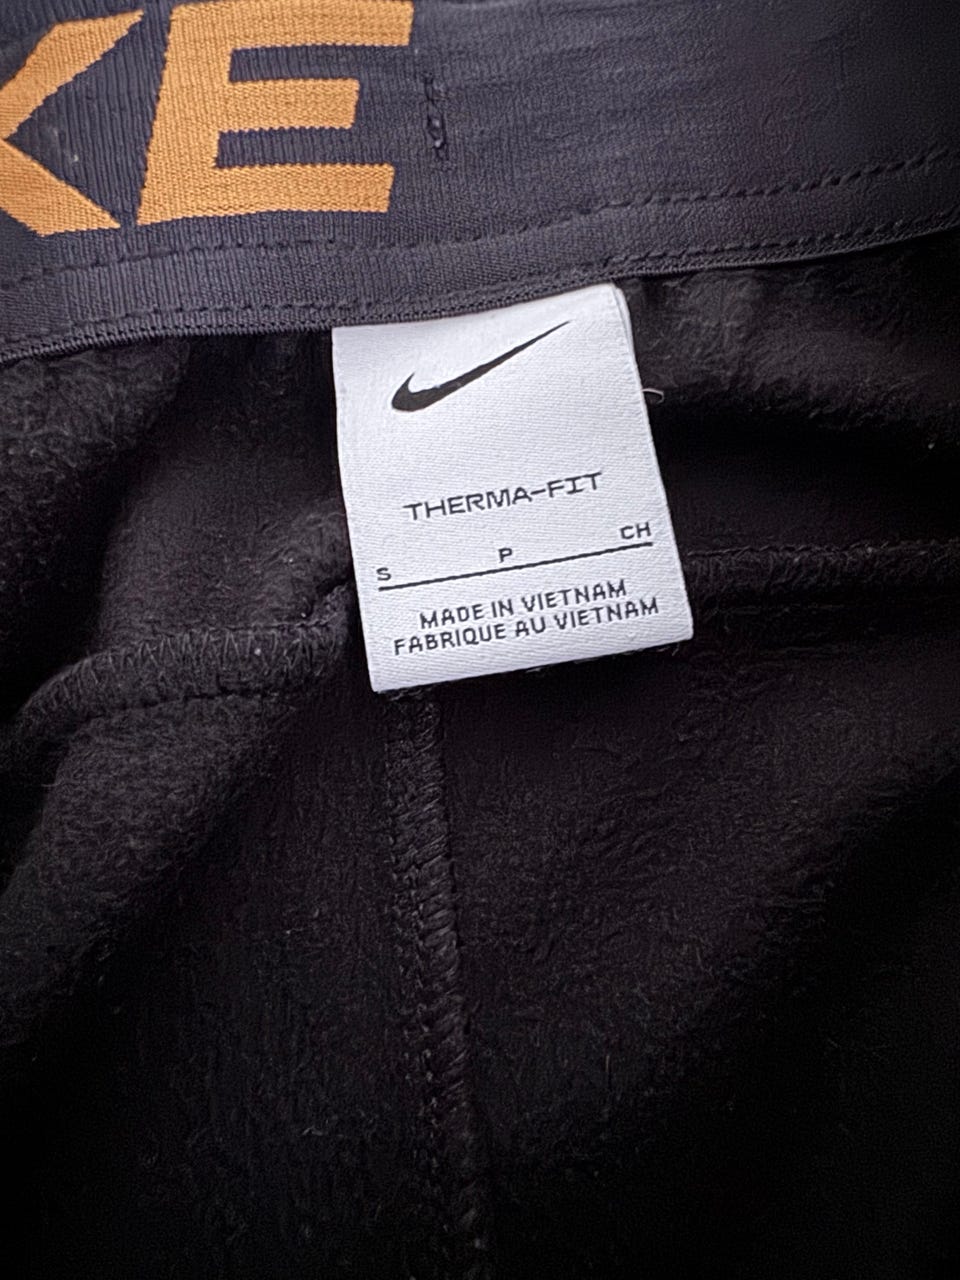 KE
THERMA-FIT
S P CH
MADE IN VIETNAM
FABRIQUE AU VIETNAM